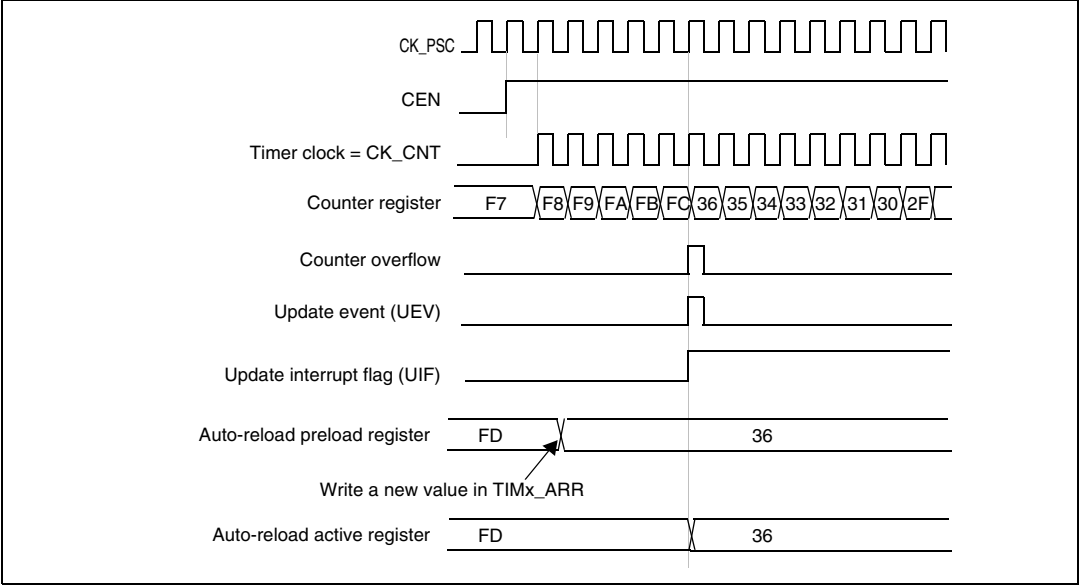 CK_PSC
CEN
Timer clock = CK_CNT
Counter register F7 F8 F9 FA FB FC 36 35 34 33 32 31 30 2F
Counter overflow
Update event (UEV)
Update interrupt flag (UIF)
Auto-reload preload register FD 36
Write a new value in TIMx_ARR
Auto-reload active register FD 36